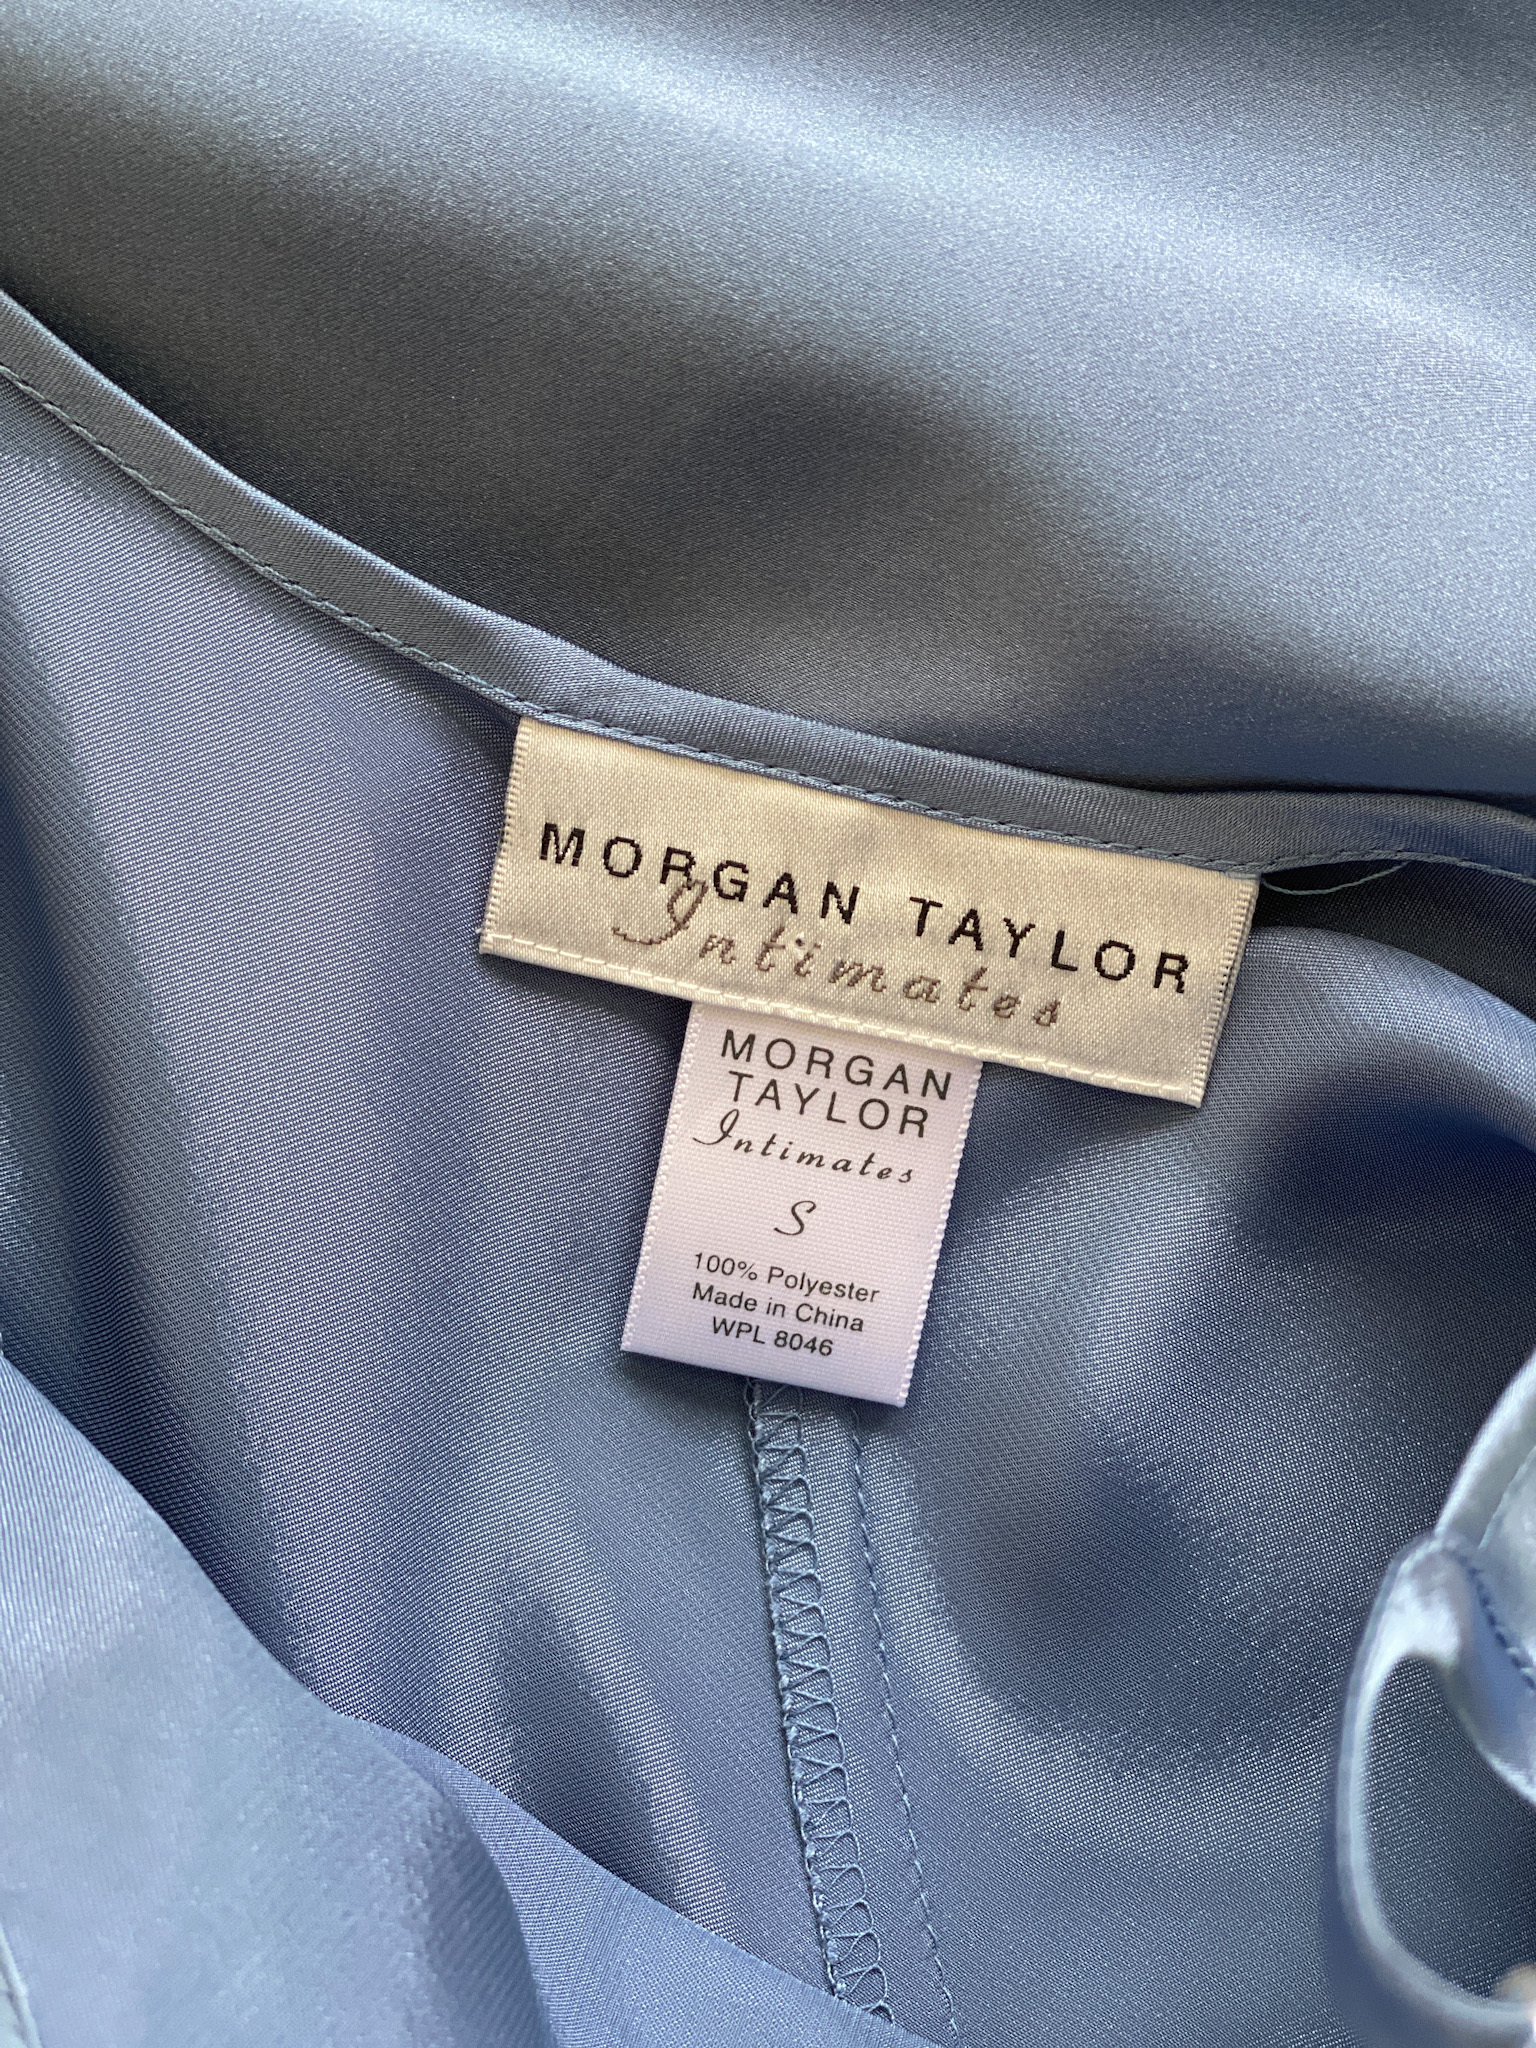 MORGAN TAYLOR
Intimates
MORGAN
TAYLOR
Intimates
S
100% Polyester
Made in China
WPL 8046